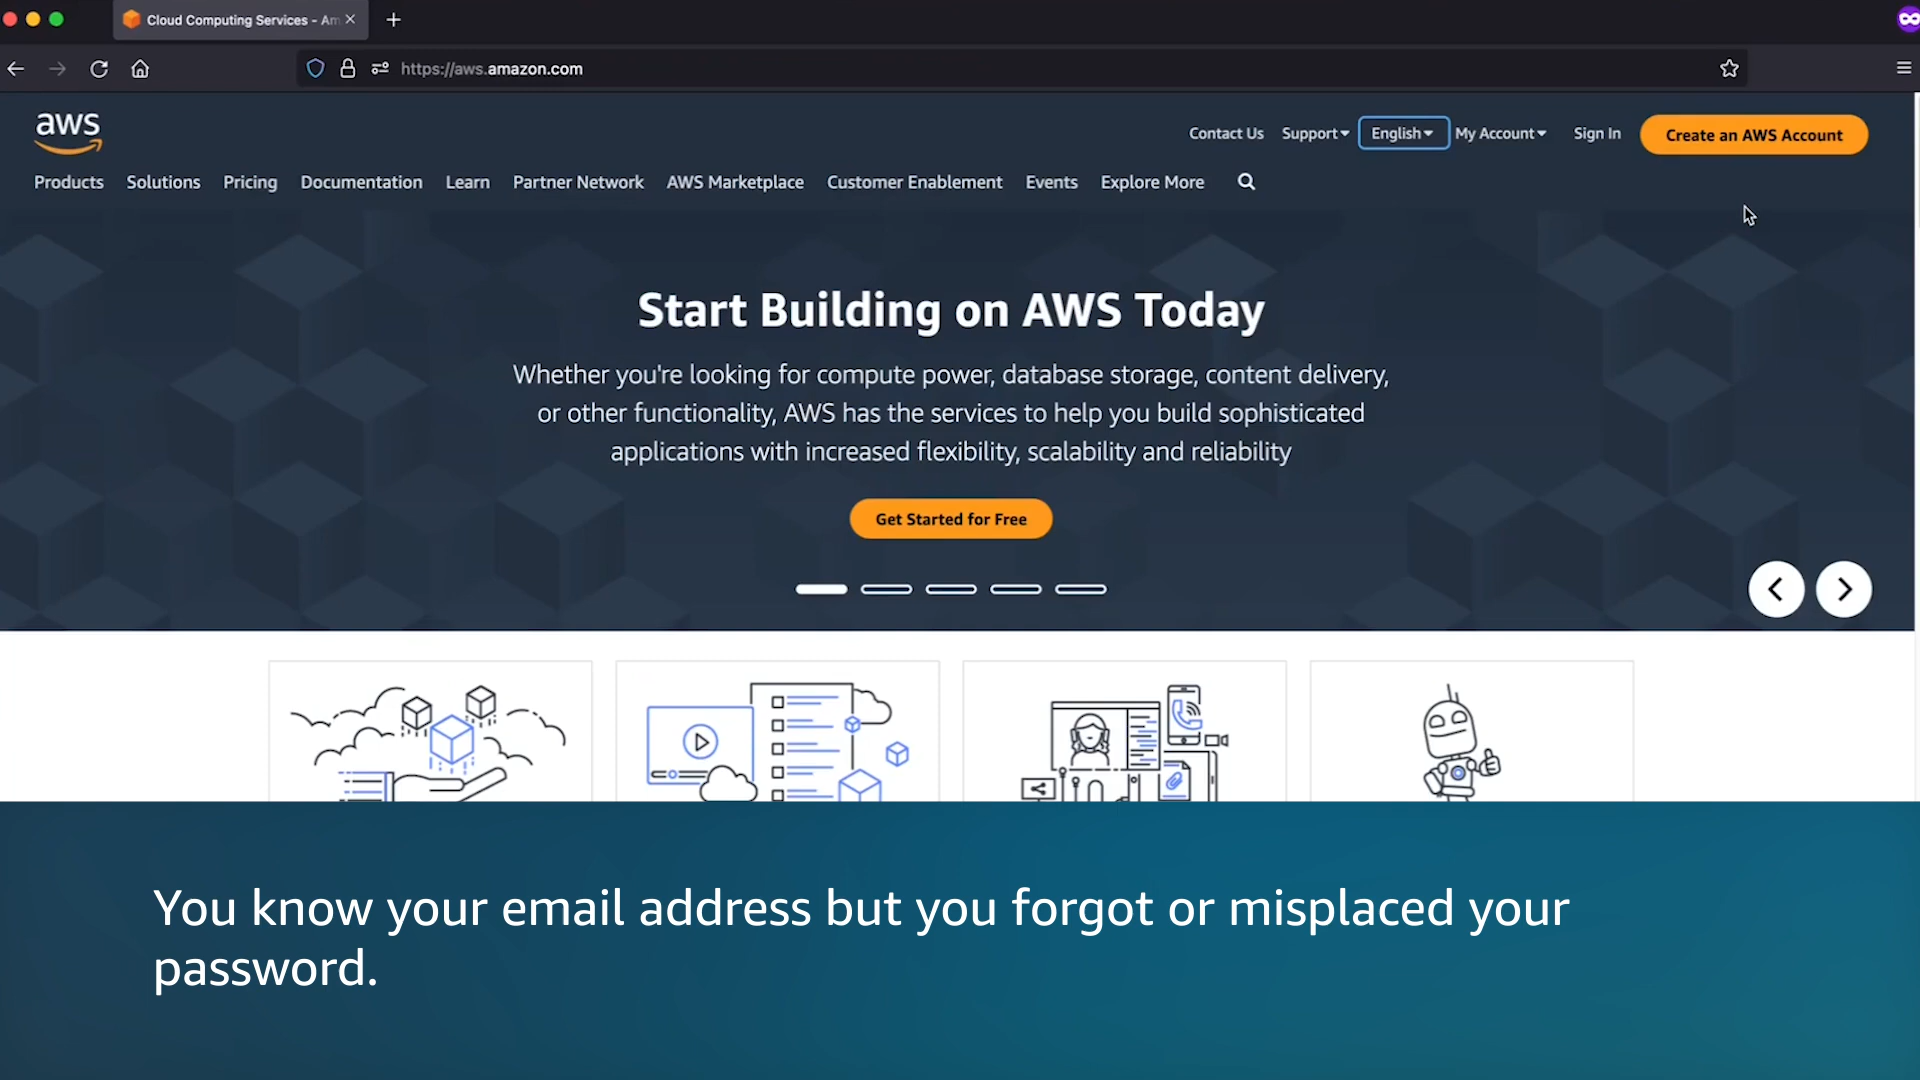 Cloud Computing Services - Am
https://aws.amazon.com
aws
Contact Us Support English My Account Sign In Create an AWS Account
Products Solutions Pricing Documentation Learn Partner Network AWS Marketplace Customer Enablement Events Explore More
Start Building on AWS Today
Whether you're looking for compute power, database storage, content delivery,
or other functionality, AWS has the services to help you build sophisticated
applications with increased flexibility, scalability and reliability
Get Started for Free
You know your email address but you forgot or misplaced your
password.